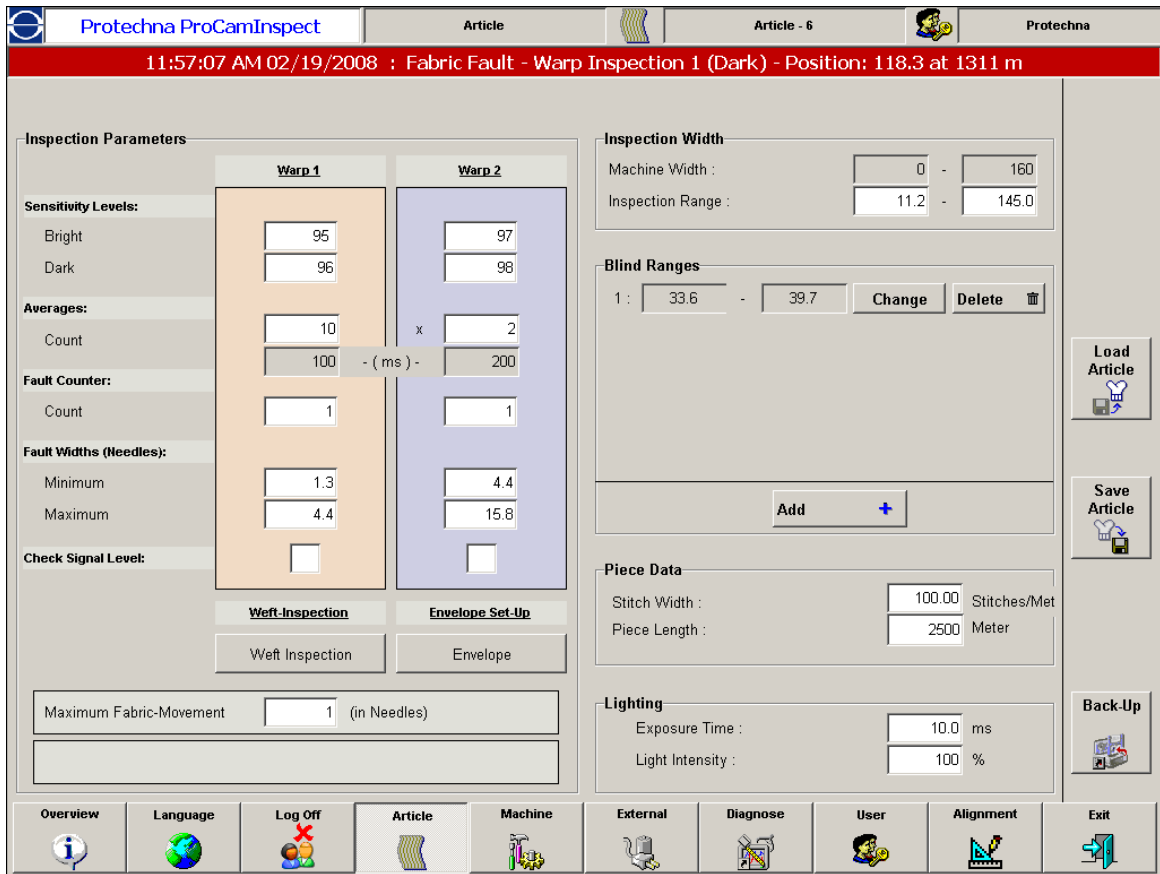 Protechna ProCamInspect
Article
Article - 6
Protechna
11:57:07 AM 02/19/2008 : Fabric Fault - Warp Inspection 1 (Dark) - Position: 118.3 at 1311 m
Inspection Parameters
Warp 1 Warp 2
Sensitivity Levels:
Bright 95 97
Dark 96 98
Averages:
Count 10 x 2
100 - ( ms ) - 200
Fault Counter:
Count 1 1
Fault Widths (Needles):
Minimum 1.3 4.4
Maximum 4.4 15.8
Check Signal Level:
Weft-Inspection Envelope Set-Up
Weft Inspection Envelope
Maximum Fabric-Movement 1 (in Needles)
Inspection Width
Machine Width : 0 - 160
Inspection Range : 11.2 - 145.0
Blind Ranges
1 : 33.6 - 39.7 Change Delete
Add +
Piece Data
Stitch Width : 100.00 Stitches/Met
Piece Length : 2500 Meter
Lighting
Exposure Time : 10.0 ms
Light Intensity : 100 %
Load
Article
Save
Article
Back-Up
Overview Language Log Off Article Machine External Diagnose User Alignment Exit